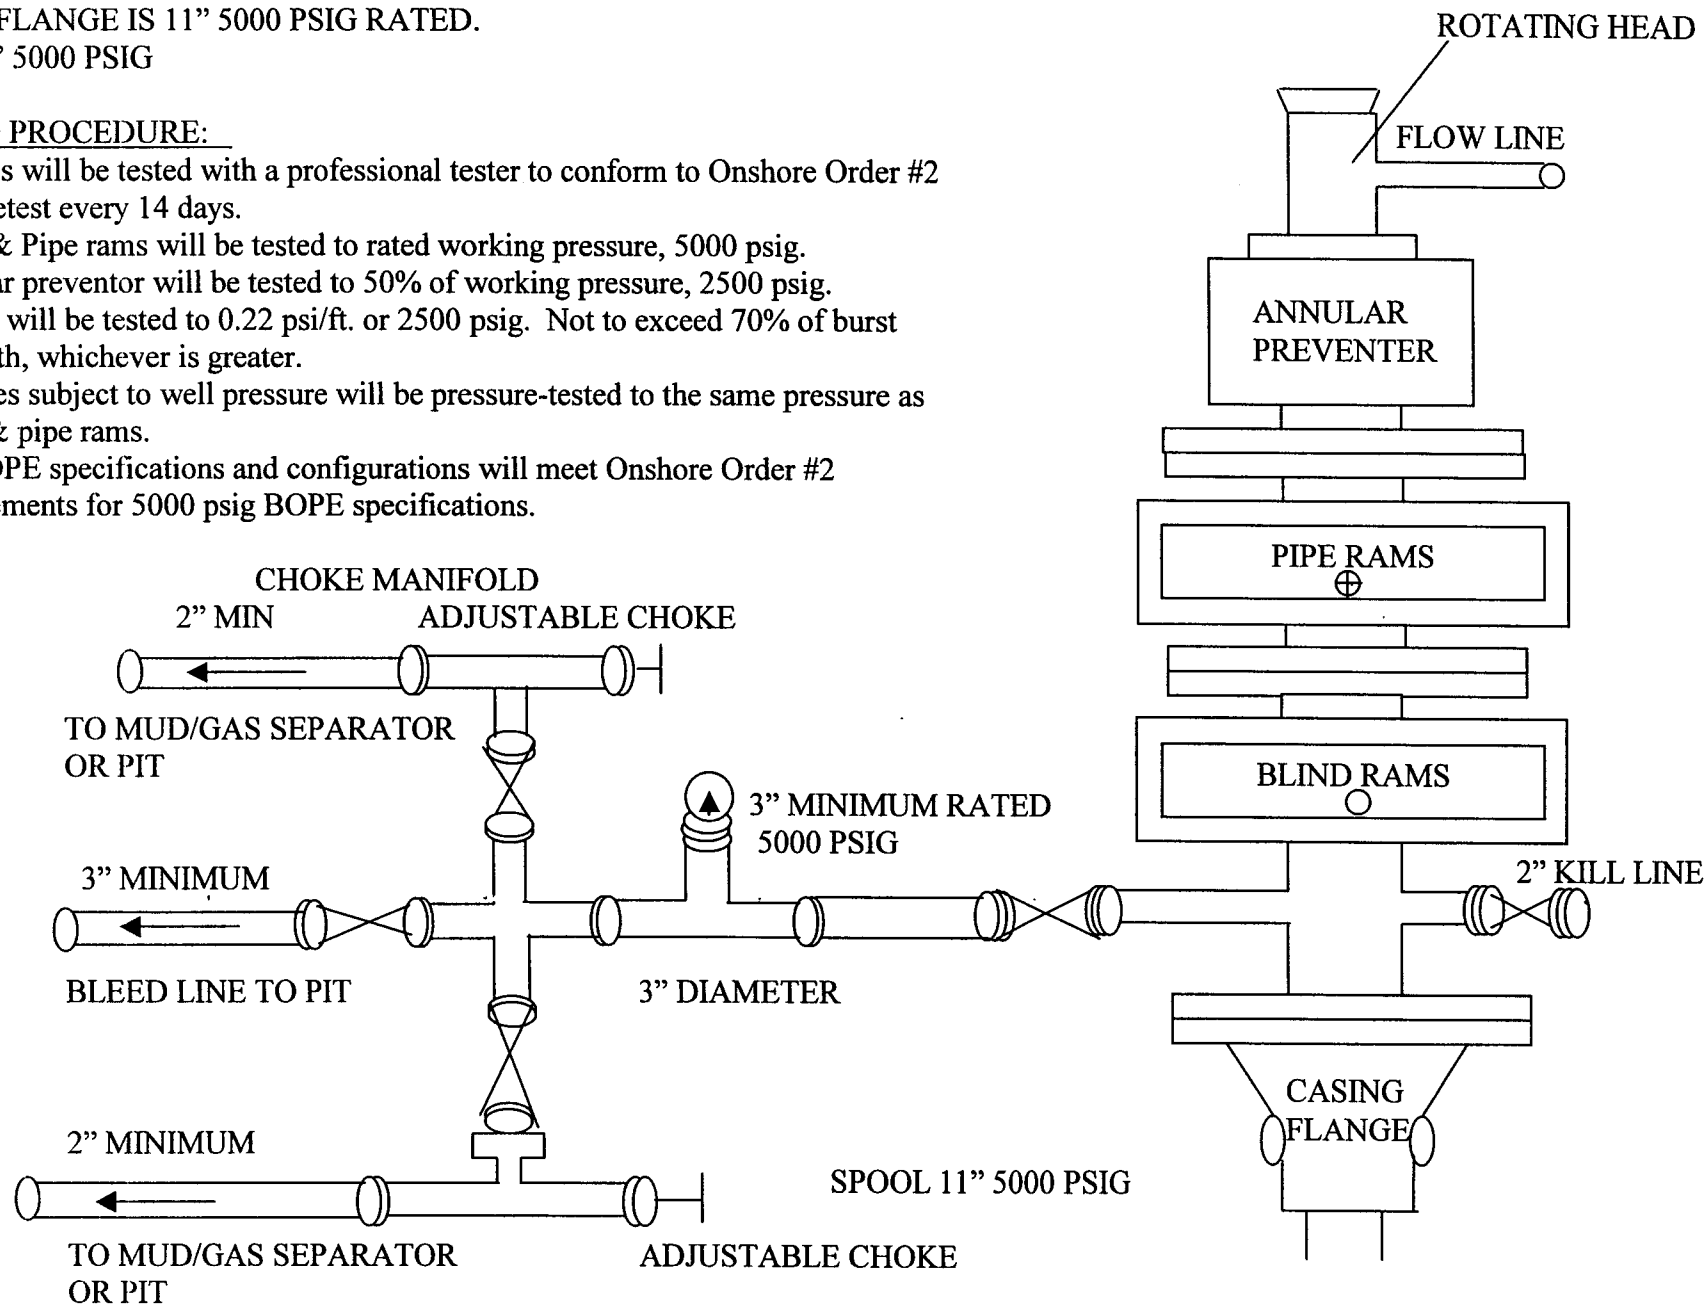 FLANGE IS 11” 5000 PSIG RATED.
” 5000 PSIG
PROCEDURE:
s will be tested with a professional tester to conform to Onshore Order #2
etest every 14 days.
& Pipe rams will be tested to rated working pressure, 5000 psig.
ar preventor will be tested to 50% of working pressure, 2500 psig.
will be tested to 0.22 psi/ft. or 2500 psig. Not to exceed 70% of burst
th, whichever is greater.
es subject to well pressure will be pressure-tested to the same pressure as
& pipe rams.
OPE specifications and configurations will meet Onshore Order #2
ements for 5000 psig BOPE specifications.
ROTATING HEAD
FLOW LINE
ANNULAR
PREVENTER
PIPE RAMS
BLIND RAMS
2” KILL LINE
CASING
FLANGE
SPOOL 11” 5000 PSIG
CHOKE MANIFOLD
2” MIN
ADJUSTABLE CHOKE
TO MUD/GAS SEPARATOR
OR PIT
3” MINIMUM RATED
5000 PSIG
3” MINIMUM
BLEED LINE TO PIT
3” DIAMETER
2” MINIMUM
TO MUD/GAS SEPARATOR
OR PIT
ADJUSTABLE CHOKE